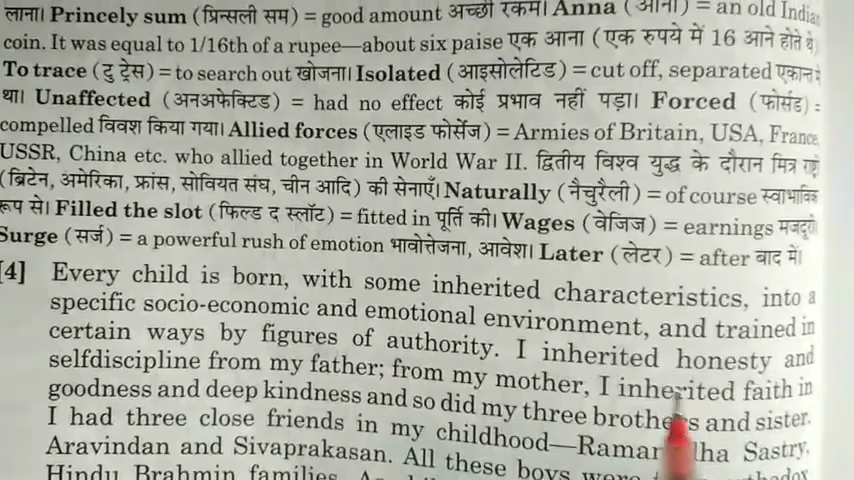 लाना। Princely sum (प्रिन्सली सम) = good amount अच्छी रकम। Anna (आना) = an old Indian
coin. It was equal to 1/16th of a rupee—about six paise एक आना (एक रुपये में 16 आने होते थे)
To trace (टु ट्रेस) = to search out खोजना। Isolated (आइसोलेटिड) = cut off, separated एकान्त में
था। Unaffected (अनअफेक्टिड) = had no effect कोई प्रभाव नहीं पड़ा। Forced (फोर्सड) =
compelled विवश किया गया। Allied forces (एलाइड फोर्सेज) = Armies of Britain, USA, France
USSR, China etc. who allied together in World War II. द्वितीय विश्व युद्ध के दौरान मित्र
(ब्रिटेन, अमेरिका, फ्रांस, सोवियत संघ, चीन आदि) की सेनाएँ। Naturally (नैचुरैली) = of course स्वाभाविक
रूप से। Filled the slot (फिल्ड द स्लॉट) = fitted in पूर्ति की। Wages (वेजिज) = earnings मजदूरी
Surge (सर्ज) = a powerful rush of emotion भावोत्तेजना, आवेश। Later (लेटर) = after बाद में।
[4] Every child is born, with some inherited characteristics, into a
specific socio-economic and emotional environment, and trained in
certain ways by figures of authority. I inherited honesty and
selfdiscipline from my father; from my mother, I inherited faith in
goodness and deep kindness and so did my three brothers and sister.
I had three close friends in my childhood—Ramanadha Sastry,
Aravindan and Sivaprakasan. All these boys were
Hindu Brahmin families.